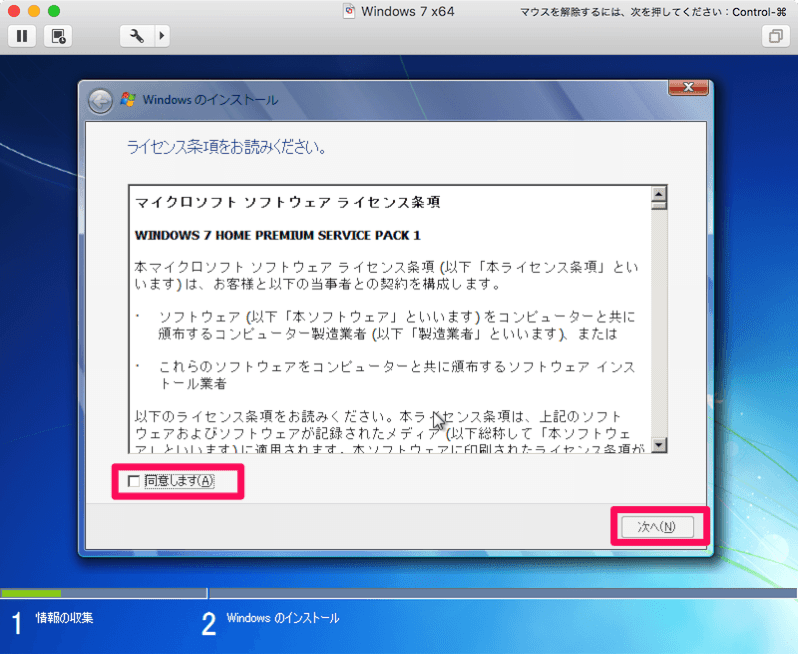 Windows 7 x64
マウスを解除するには、次を押してください：Control-⌘
Windows のインストール
ライセンス条項をお読みください。
マイクロソフト ソフトウェア ライセンス条項
WINDOWS 7 HOME PREMIUM SERVICE PACK 1
本マイクロソフト ソフトウェア ライセンス条項 (以下「本ライセンス条項」とい
います) は、お客様と以下の当事者との契約を構成します。
· ソフトウェア (以下「本ソフトウェア」といいます) をコンピューターと共に
頒布するコンピューター製造業者 (以下「製造業者」といいます)、または
· これらのソフトウェアをコンピューターと共に頒布するソフトウェア インス
トール業者
以下のライセンス条項をお読みください。本ライセンス条項は、上記のソフト
ウェアおよびソフトウェアが記録されたメディア (以下総称して「本ソフトウェ
ア」といいます) に適用されます。本ソフトウェアに印刷されたライセンス条項が
同意します(A)
次へ(N)
1 情報の収集
2 Windows のインストール